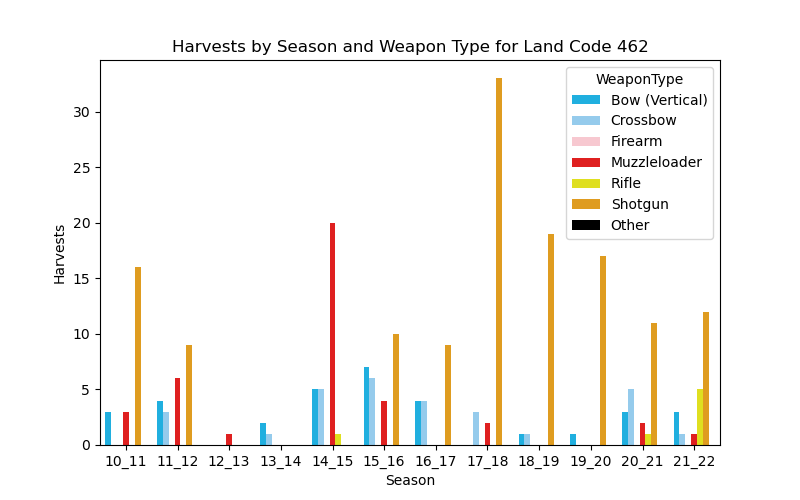 Harvests by Season and Weapon Type for Land Code 462
WeaponType
Bow (Vertical)
Crossbow
Firearm
Muzzleloader
Rifle
Shotgun
Other
30
25
20
15
10
5
0
Harvests
10_11 11_12 12_13 13_14 14_15 15_16 16_17 17_18 18_19 19_20 20_21 21_22
Season